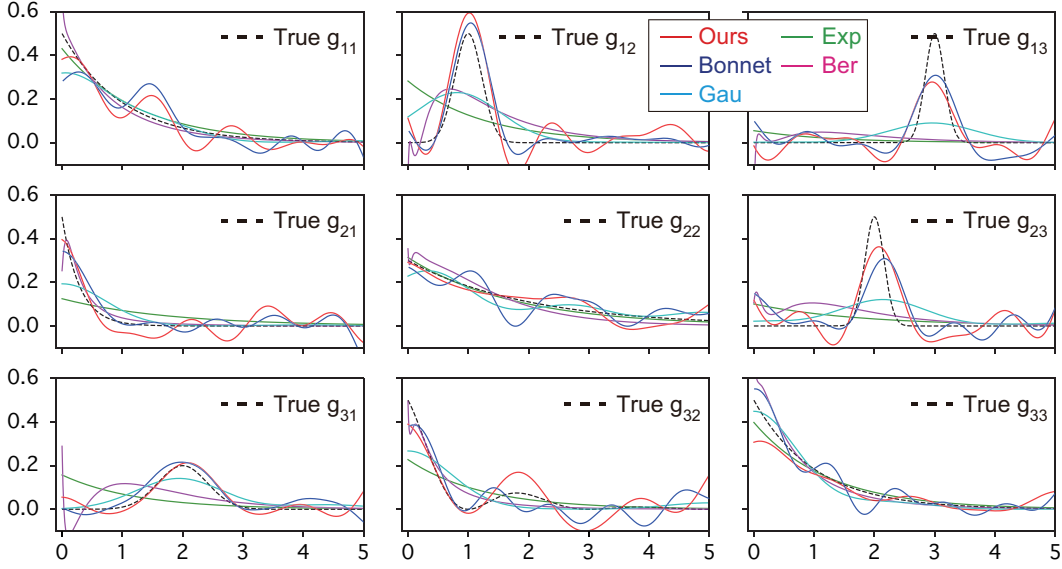 0.6
0.4
0.2
0.0
True g11
True g12
True g13
Ours
Exp
Bonnet
Ber
Gau
0.6
0.4
0.2
0.0
True g21
True g22
True g23
0.6
0.4
0.2
0.0
True g31
True g32
True g33
0 1 2 3 4 5
0 1 2 3 4 5
0 1 2 3 4 5